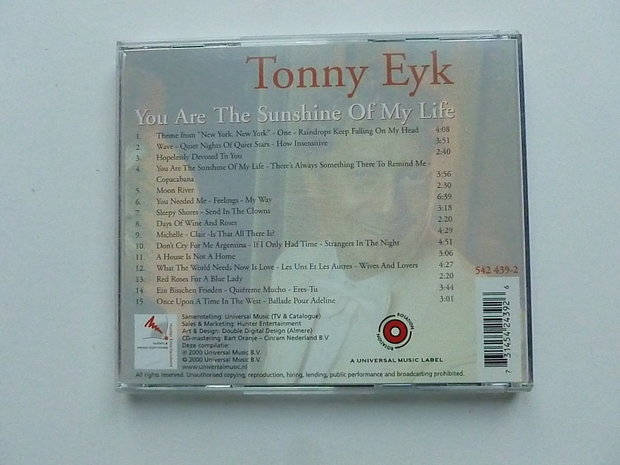 Tonny Eyk
You Are The Sunshine Of My Life
1. Theme from "New York, New York" - One - Raindrops Keep Falling On My Head 4:08
2. Wave - Quiet Nights Of Quiet Stars - How Insensitive 3:51
3. Hopelessly Devoted To You 2:40
4. You Are The Sunshine Of My Life - There's Always Something There To Remind Me -
Copacabana 3:56
5. Moon River 2:30
6. You Needed Me - Feelings - My Way 6:39
7. Sleepy Shores - Send In The Clowns 3:18
8. Days Of Wine And Roses 2:20
9. Michelle - Clair -Is That All There Is? 4:29
10. Don't Cry For Me Argentina - If I Only Had Time - Strangers In The Night 4:51
11. A House Is Not A Home 3:06
12. What The World Needs Now Is Love - Les Uns Et Les Autres - Wives And Lovers 4:27
13. Red Roses For A Blue Lady 2:20
14. Ein Bisschen Frieden - Quiéreme Mucho - Eres-Tu 3:44
15. Once Upon A Time In The West - Ballade Pour Adeline 3:01
542 439-2
Samenstelling: Universal Music (TV & Catalogue)
Sales & Marketing: Hunter Entertainment
Art & Design: Double Digital Design (Almere)
CD-mastering: Bart Oranje - Cinram Nederland B.V
Deze compilatie:
℗ 2000 Universal Music B.V.
© 2000 Universal Music B.V.
www.universalmusic.nl
ROTATION
ROTATION
A UNIVERSAL MUSIC LABEL
7 31454 24392 6
All rights reserved. Unauthorised copying, reproduction, hiring, lending, public performance and broadcasting prohibited.